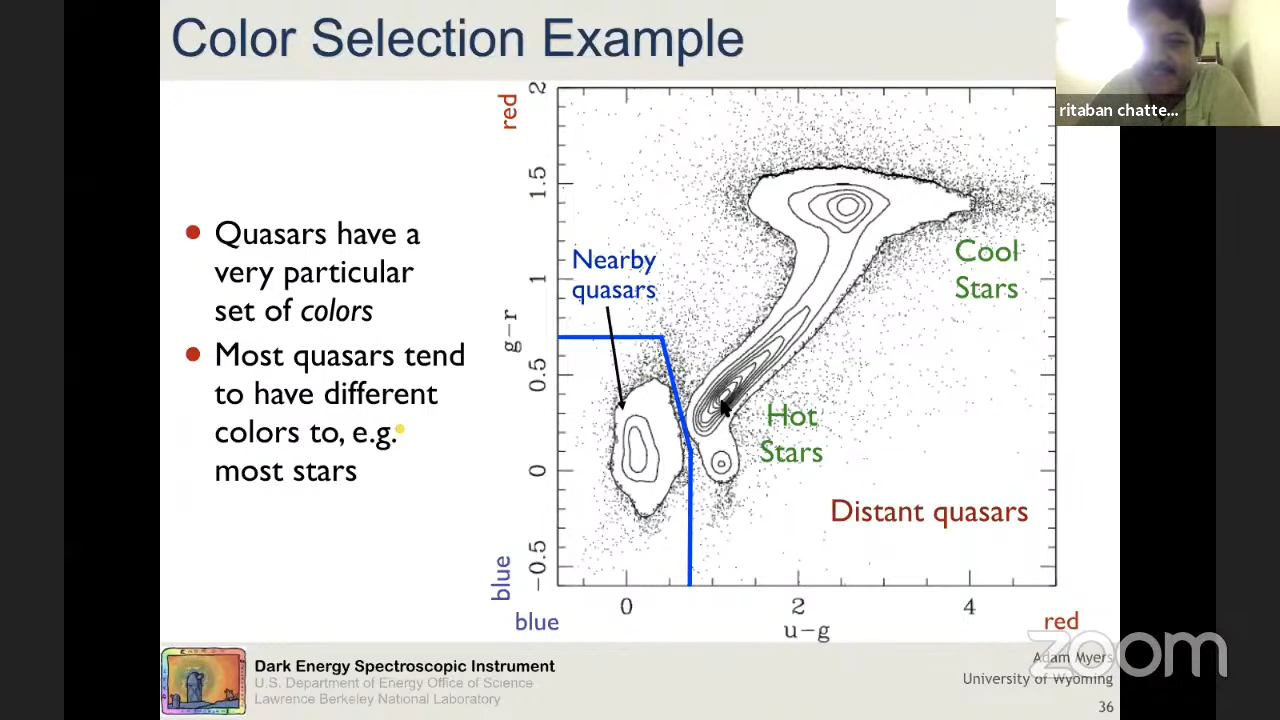 Color Selection Example
ritaban chatte...
Quasars have a
very particular
set of colors
Most quasars tend
to have different
colors to, e.g.
most stars
red
2
1.5
1
0.5
0
−0.5
g−r
blue
Nearby
quasars
Cool
Stars
Hot
Stars
Distant quasars
0
2
4
blue
u−g
red
Dark Energy Spectroscopic Instrument
U.S. Department of Energy Office of Science
Lawrence Berkeley National Laboratory
Adam Myers
University of Wyoming
36
zoom